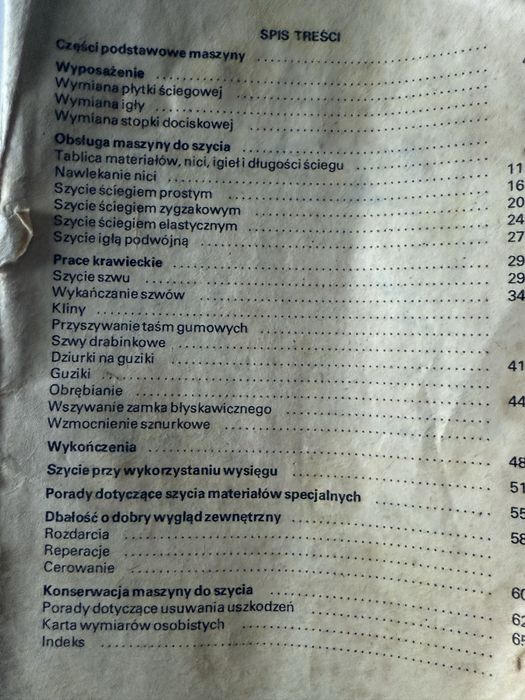 SPIS TREŚCI
Części podstawowe maszyny
Wyposażenie
Wymiana płytki ściegowej
Wymiana igły
Wymiana stopki dociskowej
Obsługa maszyny do szycia
Tablica materiałów, nici, igieł i długości ściegu 11
Nawlekanie nici 16
Szycie ściegiem prostym 20
Szycie ściegiem zygzakowym 24
Szycie ściegiem elastycznym 27
Szycie igłą podwójną
Prace krawieckie 29
Szycie szwu 29
Wykańczanie szwów 34
Kliny
Przyszywanie taśm gumowych
Szwy drabinkowe
Dziurki na guziki 41
Guziki
Obrębianie 44
Wszywanie zamka błyskawicznego
Wzmocnienie sznurkowe
Wykończenia 48
Szycie przy wykorzystaniu wysięgu 51
Porady dotyczące szycia materiałów specjalnych 55
Dbałość o dobry wygląd zewnętrzny 58
Rozdarcia
Reperacje
Cerowanie
Konserwacja maszyny do szycia 60
Porady dotyczące usuwania uszkodzeń 62
Karta wymiarów osobistych 65
Indeks